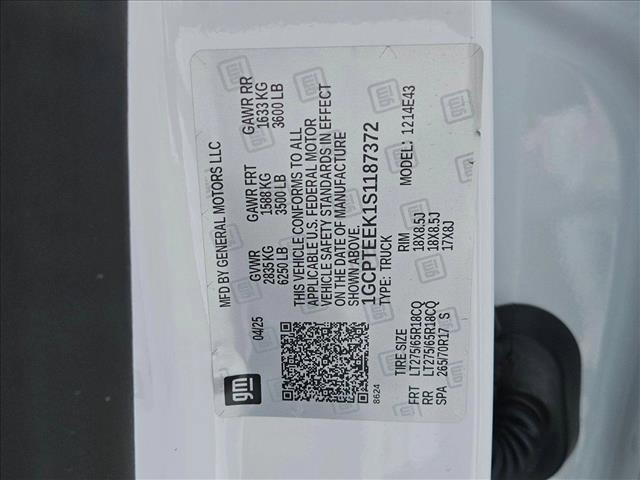 gm
MFD BY GENERAL MOTORS LLC
04/25
GVWR GAWR FRT GAWR RR
2835 KG 1588 KG 1633 KG
6250 LB 3500 LB 3600 LB
THIS VEHICLE CONFORMS TO ALL
APPLICABLE U.S. FEDERAL MOTOR
VEHICLE SAFETY STANDARDS IN EFFECT
ON THE DATE OF MANUFACTURE
SHOWN ABOVE.
1GCPTEEK1S1187372
TYPE: TRUCK 1214E43
8624
TIRE SIZE RIM
FRT LT275/65R18CQ 18X8.5J
RR LT275/65R18CQ 18X8.5J
SPA 265/70R17 S 17X8J